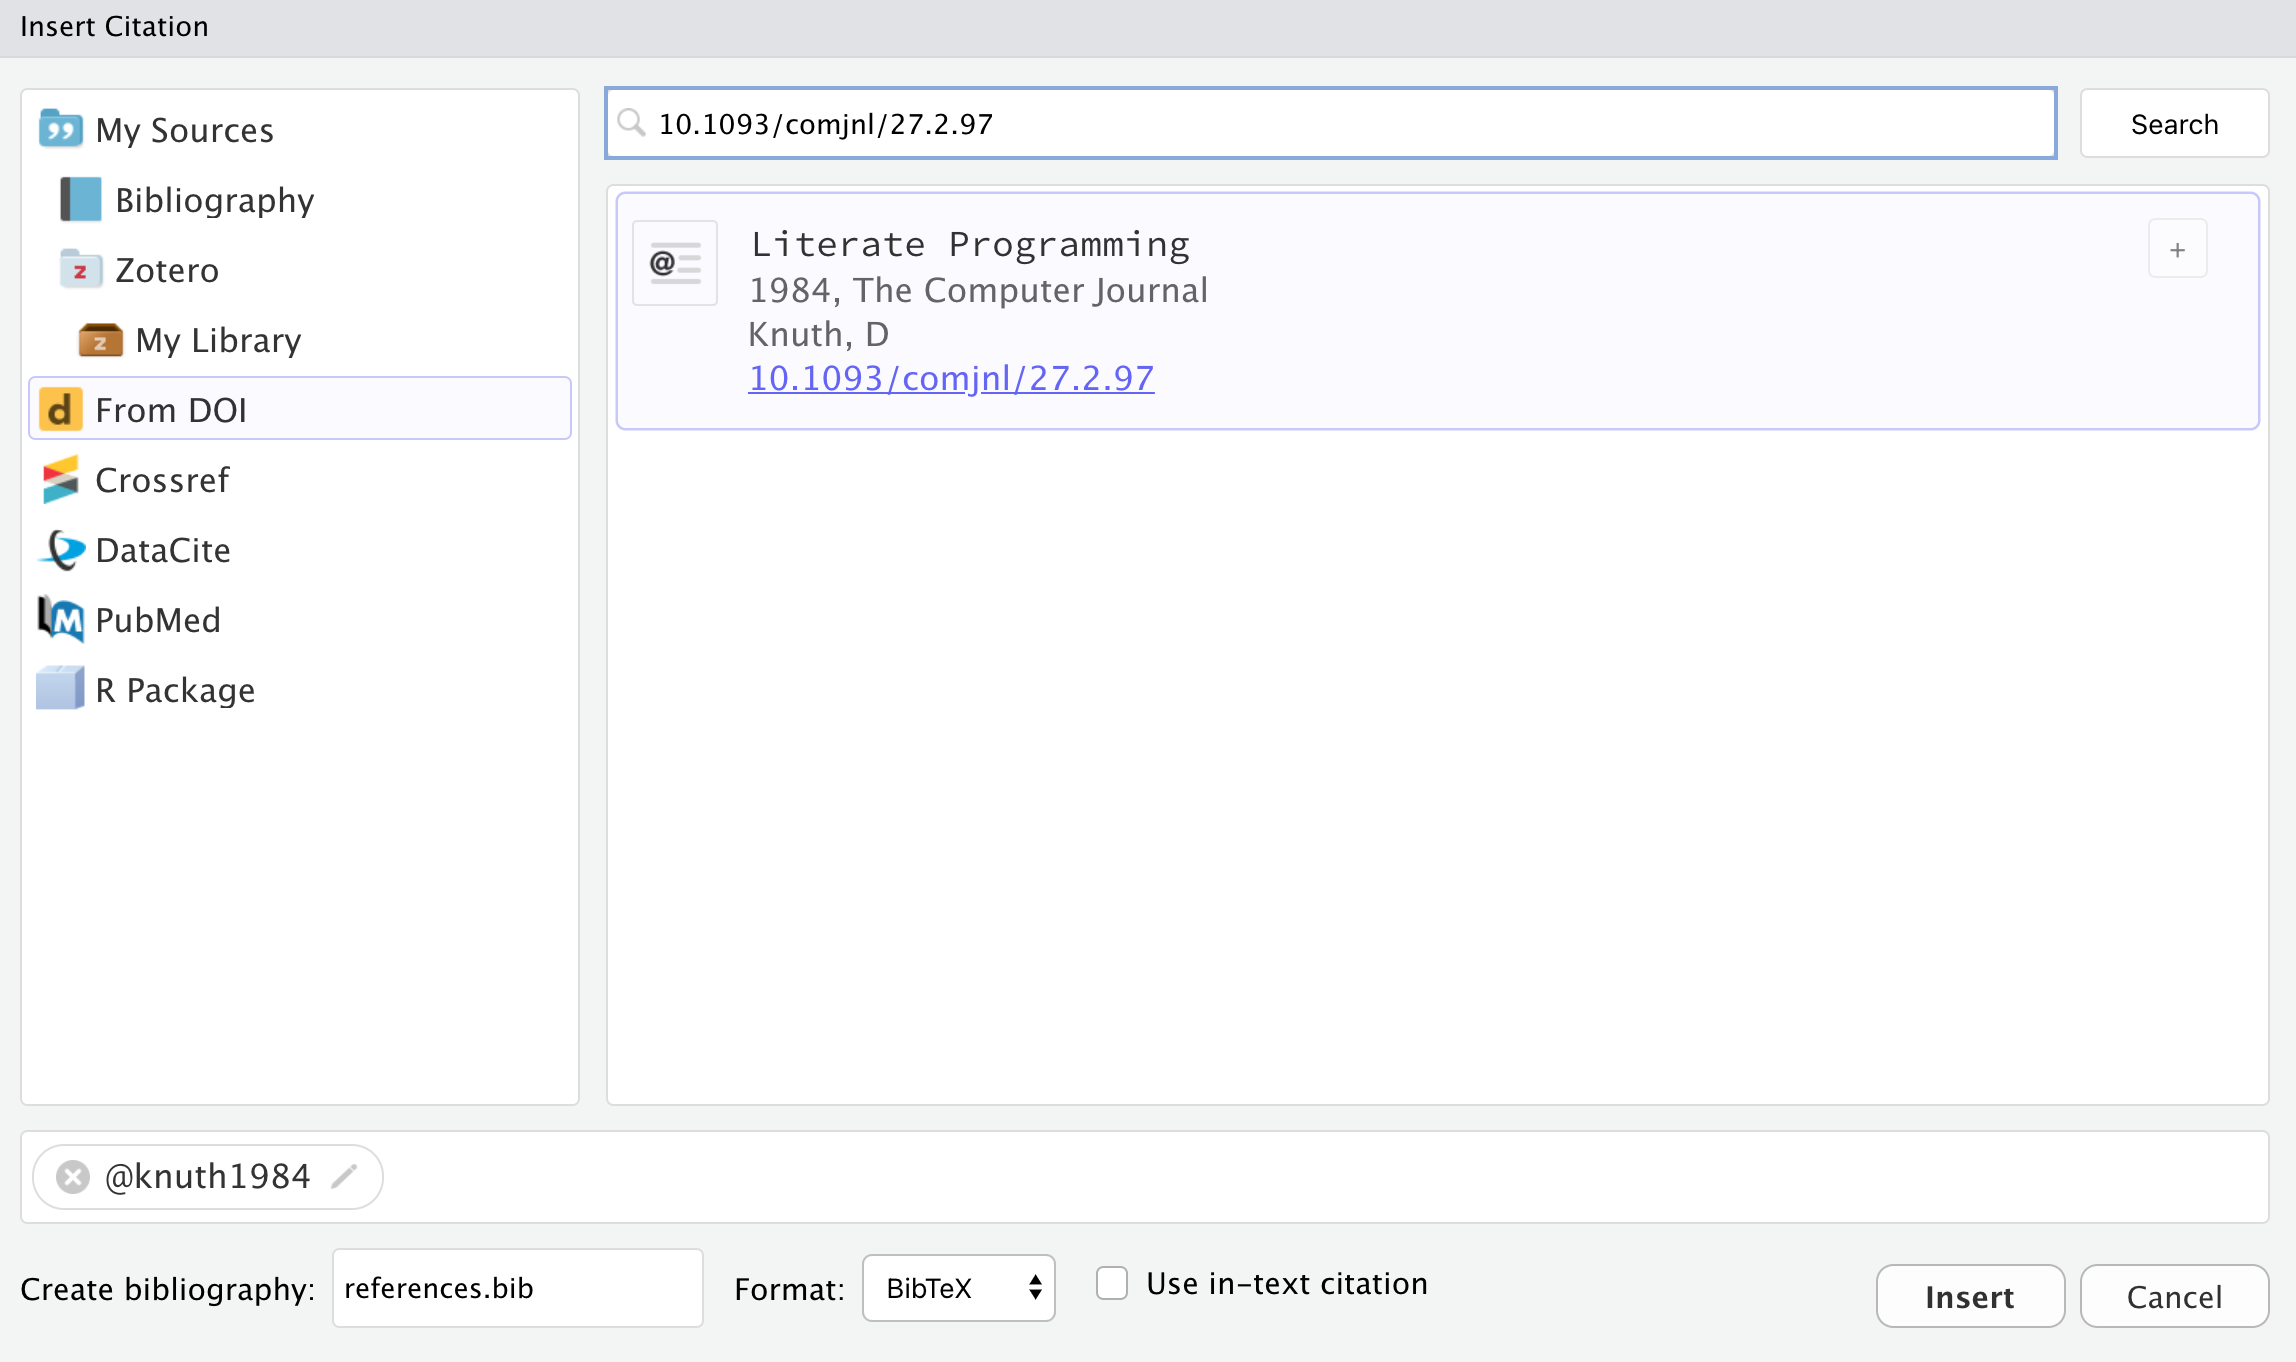 Insert Citation
My Sources
Bibliography
Zotero
My Library
From DOI
Crossref
DataCite
PubMed
R Package
10.1093/comjnl/27.2.97
Search
Literate Programming
1984, The Computer Journal
Knuth, D
10.1093/comjnl/27.2.97
+
@knuth1984
Create bibliography: references.bib Format: BibTeX Use in-text citation
Insert Cancel